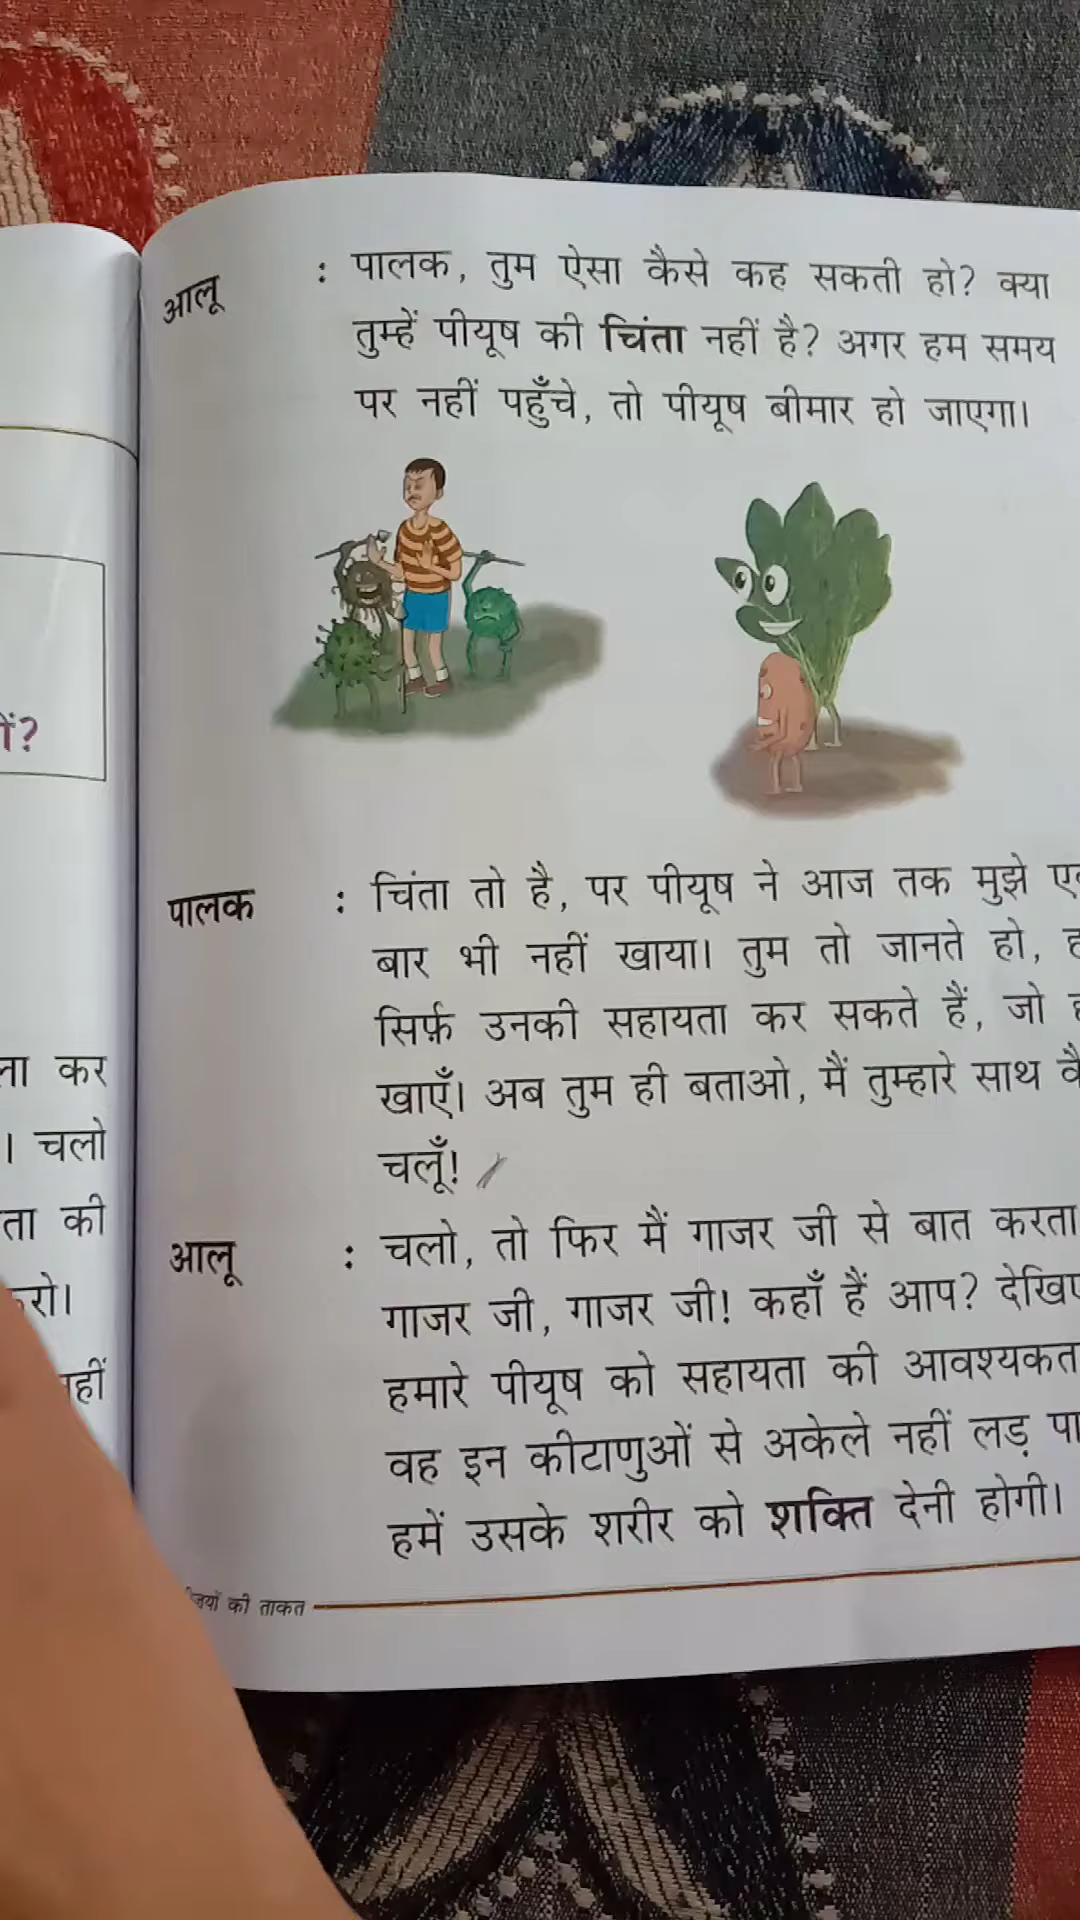 आलू : पालक, तुम ऐसा कैसे कह सकती हो? क्या
तुम्हें पीयूष की चिंता नहीं है? अगर हम समय
पर नहीं पहुँचे, तो पीयूष बीमार हो जाएगा।
पालक : चिंता तो है, पर पीयूष ने आज तक मुझे
बार भी नहीं खाया। तुम तो जानते हो,
सिर्फ़ उनकी सहायता कर सकते हैं, जो
खाएँ। अब तुम ही बताओ, मैं तुम्हारे साथ
चलूँ!
आलू : चलो, तो फिर मैं गाजर जी से बात करता
गाजर जी, गाजर जी! कहाँ हैं आप?
हमारे पीयूष को सहायता की
वह इन कीटाणुओं से अकेले नहीं लड़ पा
हमें उसके शरीर को शक्ति देनी होगी।
की ताकत
कर
। चलो
की